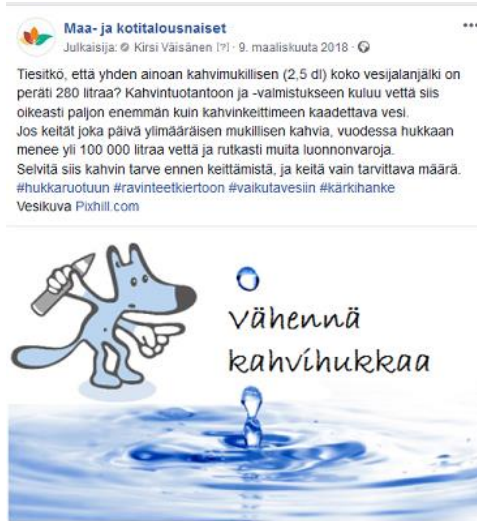 Maa- ja kotitalousnaiset
Julkaisija: Kirsi Väisänen [?] · 9. maaliskuuta 2018 ·
Tiesitkö, että yhden ainoan kahvimukillisen (2,5 dl) koko vesijalanjälki on
peräti 280 litraa? Kahvintuotantoon ja -valmistukseen kuluu vettä siis
oikeasti paljon enemmän kuin kahvinkeittimeen kaadettava vesi.
Jos keität joka päivä ylimääräisen mukillisen kahvia, vuodessa hukkaan
menee yli 100 000 litraa vettä ja rutkasti muita luonnonvaroja.
Selvitä siis kahvin tarve ennen keittämistä, ja keitä vain tarvittava määrä.
#hukkaruotuun #ravinteetkiertoon #vaikutavesiin #kärkihanke
Vesikuva Pixhill.com
Vähennä
kahvihukkaa